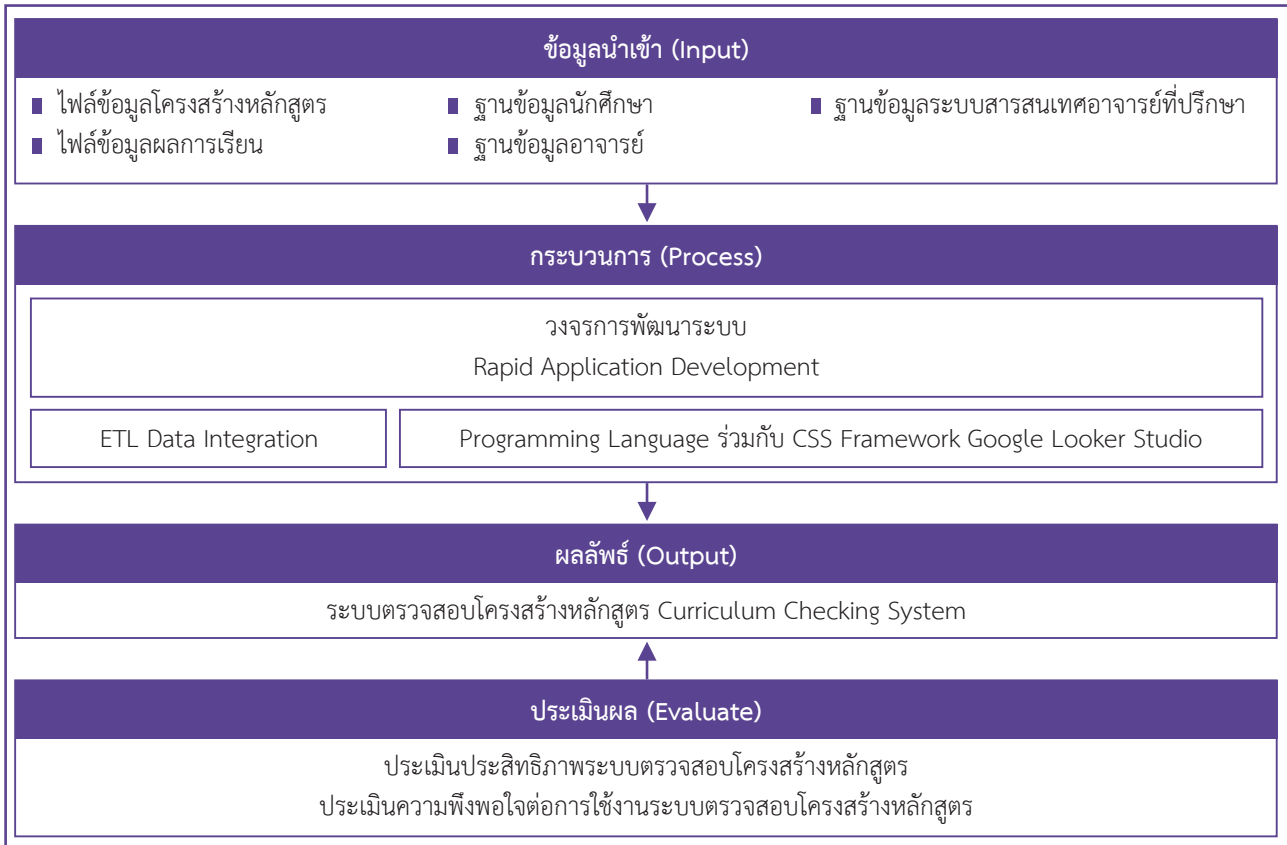 ข้อมูลนำเข้า (Input)
ไฟล์ข้อมูลโครงสร้างหลักสูตร
ไฟล์ข้อมูลผลการเรียน
ฐานข้อมูลนักศึกษา
ฐานข้อมูลอาจารย์
ฐานข้อมูลระบบสารสนเทศอาจารย์ที่ปรึกษา
กระบวนการ (Process)
วงจรการพัฒนาระบบ
Rapid Application Development
ETL Data Integration
Programming Language ร่วมกับ CSS Framework Google Looker Studio
ผลลัพธ์ (Output)
ระบบตรวจสอบโครงสร้างหลักสูตร Curriculum Checking System
ประเมินผล (Evaluate)
ประเมินประสิทธิภาพระบบตรวจสอบโครงสร้างหลักสูตร
ประเมินความพึงพอใจต่อการใช้งานระบบตรวจสอบโครงสร้างหลักสูตร